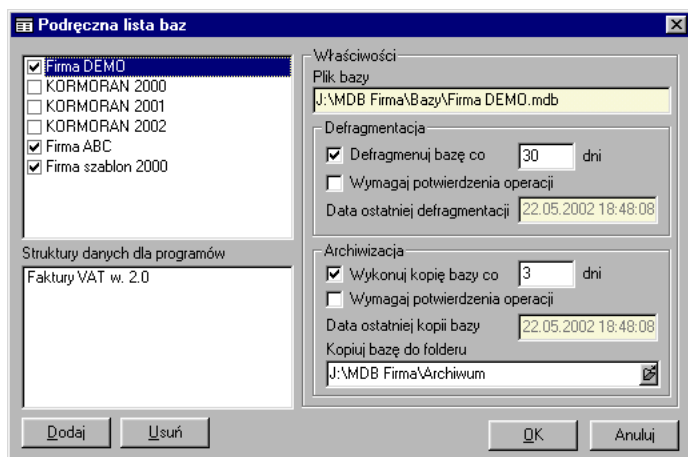 Podręczna lista baz
Firma DEMO
KORMORAN 2000
KORMORAN 2001
KORMORAN 2002
Firma ABC
Firma szablon 2000
Struktury danych dla programów
Faktury VAT w. 2.0
Dodaj
Usuń
Właściwości
Plik bazy
J:\MDB Firma\Bazy\Firma DEMO.mdb
Defragmentacja
Defragmenuj bazę co 30 dni
Wymagaj potwierdzenia operacji
Data ostatniej defragmentacji 22.05.2002 18:48:08
Archiwizacja
Wykonuj kopię bazy co 3 dni
Wymagaj potwierdzenia operacji
Data ostatniej kopii bazy 22.05.2002 18:48:08
Kopiuj bazę do folderu
J:\MDB Firma\Archiwum
OK
Anuluj